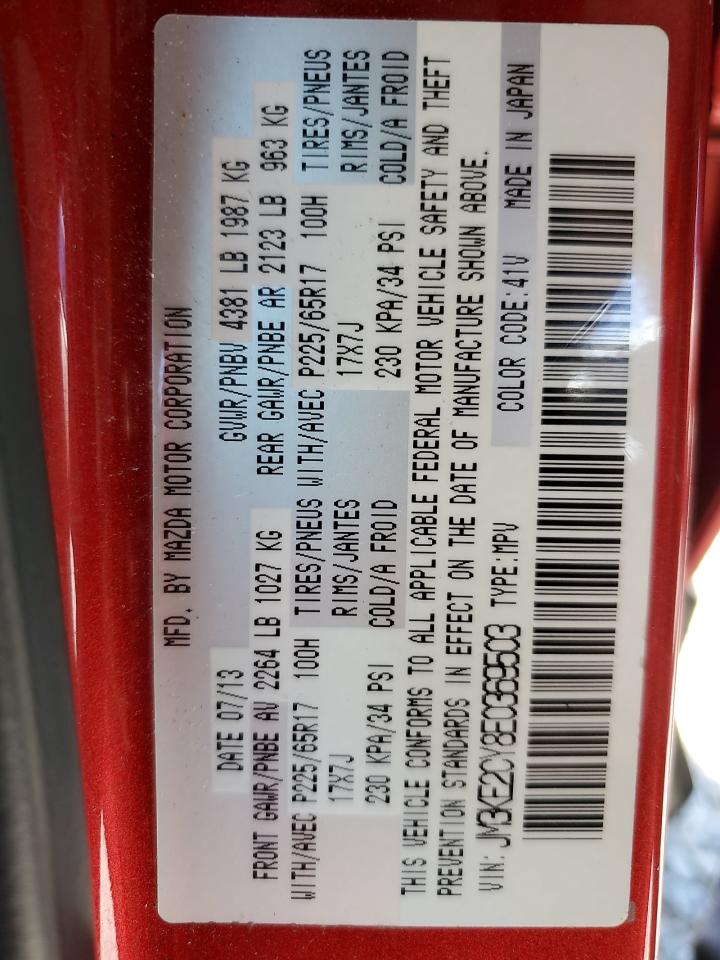 MFD. BY MAZDA MOTOR CORPORATION
DATE 07/13 GVWR/PNBV 4381 LB 1987 KG
FRONT GAWR/PNBE AV 2264 LB 1027 KG REAR GAWR/PNBE AR 2123 LB 963 KG
WITH/AVEC P225/65R17 100H TIRES/PNEUS WITH/AVEC P225/65R17 100H TIRES/PNEUS
17X7J RIMS/JANTES 17X7J RIMS/JANTES
230 KPA/34 PSI COLD/A FROID 230 KPA/34 PSI COLD/A FROID
THIS VEHICLE CONFORMS TO ALL APPLICABLE FEDERAL MOTOR VEHICLE SAFETY AND THEFT
PREVENTION STANDARDS IN EFFECT ON THE DATE OF MANUFACTURE SHOWN ABOVE.
VIN: JM3KE2CY8E0369503 TYPE:MPV COLOR CODE:41V MADE IN JAPAN